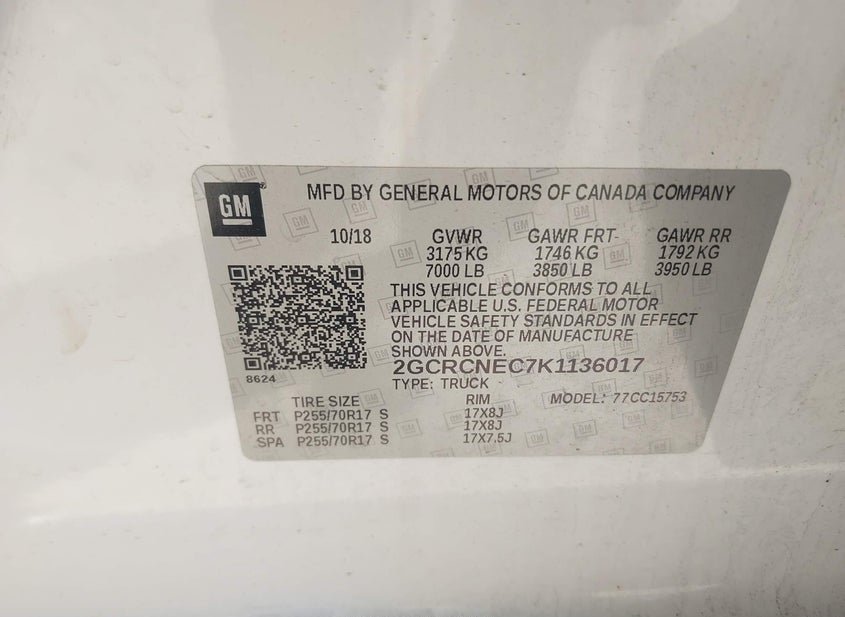 GM
MFD BY GENERAL MOTORS OF CANADA COMPANY
10/18 GVWR GAWR FRT GAWR RR
3175 KG 1746 KG 1792 KG
7000 LB 3850 LB 3950 LB
THIS VEHICLE CONFORMS TO ALL
APPLICABLE U.S. FEDERAL MOTOR
VEHICLE SAFETY STANDARDS IN EFFECT
ON THE DATE OF MANUFACTURE
SHOWN ABOVE.
2GCRCNEC7K1136017
8624
TYPE: TRUCK
TIRE SIZE RIM MODEL: 77CC15753
FRT P255/70R17 S 17X8J
RR P255/70R17 S 17X8J
SPA P255/70R17 S 17X7.5J